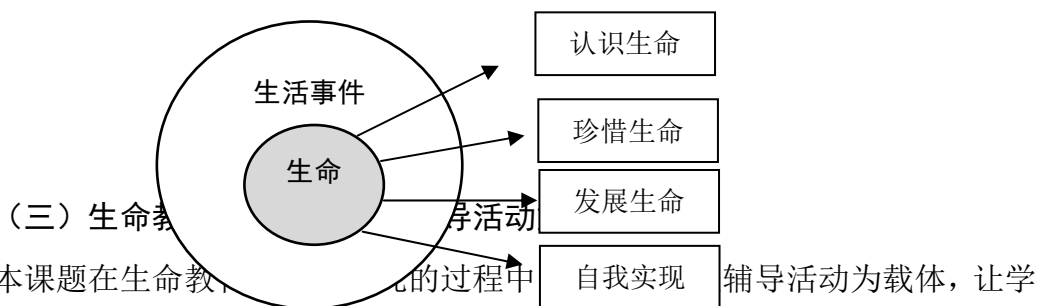 认识生命
生活事件
珍惜生命
生命
发展生命
（三）生命教 导活动
自我实现
本课题在生命教 的过程中 辅导活动为载体，让学